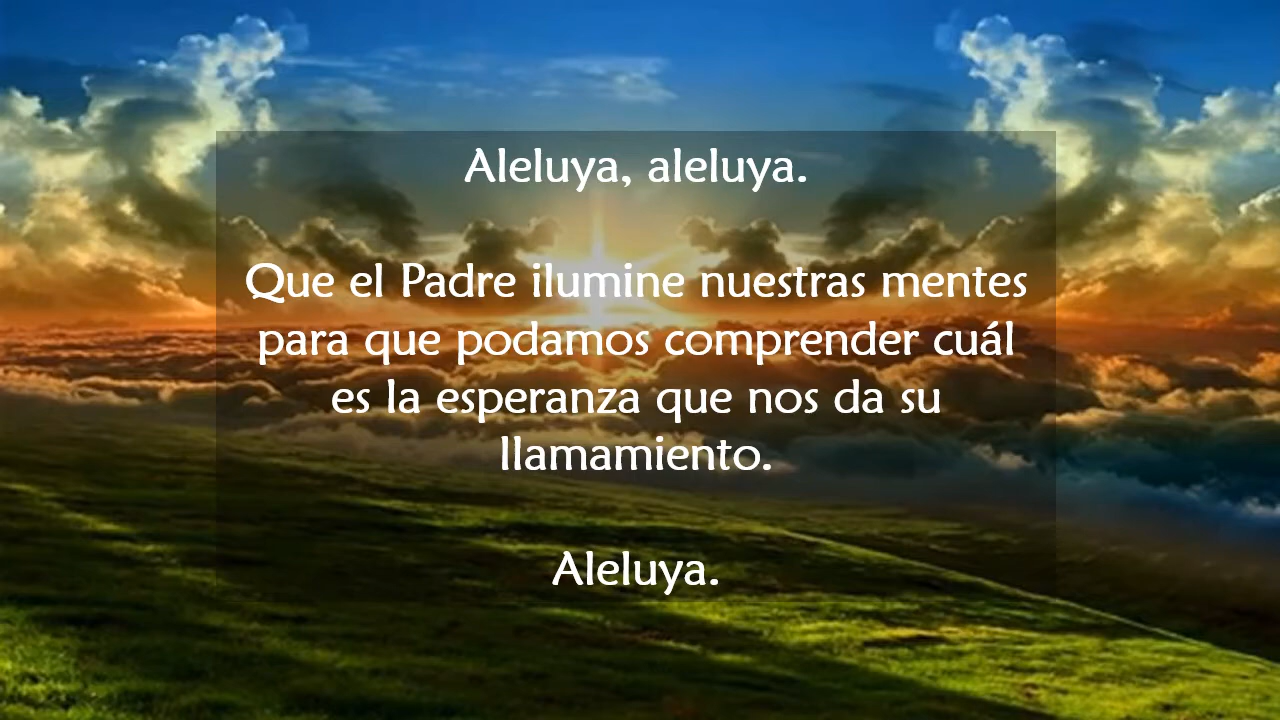 Aleluya, aleluya.
Que el Padre ilumine nuestras mentes
para que podamos comprender cuál
es la esperanza que nos da su
llamamiento.
Aleluya.